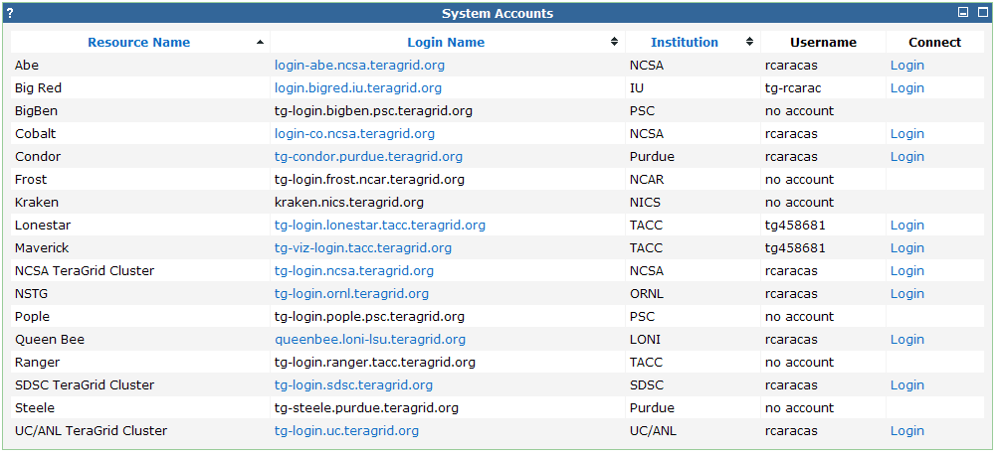 ? System Accounts
Resource Name Login Name Institution Username Connect
Abe login-abe.ncsa.teragrid.org NCSA rcaracas Login
Big Red login.bigred.iu.teragrid.org IU tg-rcarac Login
BigBen tg-login.bigben.psc.teragrid.org PSC no account
Cobalt login-co.ncsa.teragrid.org NCSA rcaracas Login
Condor tg-condor.purdue.teragrid.org Purdue rcaracas Login
Frost tg-login.frost.ncar.teragrid.org NCAR no account
Kraken kraken.nics.teragrid.org NICS no account
Lonestar tg-login.lonestar.tacc.teragrid.org TACC tg458681 Login
Maverick tg-viz-login.tacc.teragrid.org TACC tg458681 Login
NCSA TeraGrid Cluster tg-login.ncsa.teragrid.org NCSA rcaracas Login
NSTG tg-login.ornl.teragrid.org ORNL rcaracas Login
Pople tg-login.pople.psc.teragrid.org PSC no account
Queen Bee queenbee.loni-lsu.teragrid.org LONI rcaracas Login
Ranger tg-login.ranger.tacc.teragrid.org TACC no account
SDSC TeraGrid Cluster tg-login.sdsc.teragrid.org SDSC rcaracas Login
Steele tg-steele.purdue.teragrid.org Purdue no account
UC/ANL TeraGrid Cluster tg-login.uc.teragrid.org UC/ANL rcaracas Login